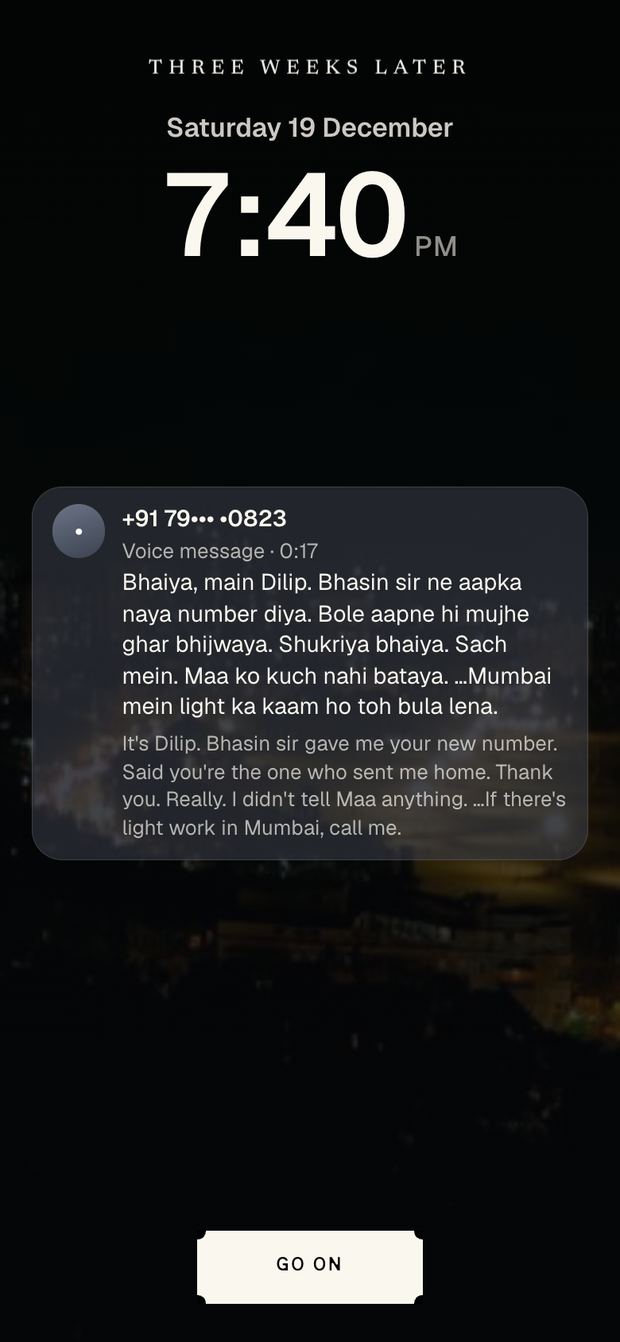 THREE WEEKS LATER
Saturday 19 December
7:40 PM
+91 79••• •0823
Voice message · 0:17
Bhaiya, main Dilip. Bhasin sir ne aapka
naya number diya. Bole aapne hi mujhe
ghar bhijwaya. Shukriya bhaiya. Sach
mein. Maa ko kuch nahi bataya. …Mumbai
mein light ka kaam ho toh bula lena.
It's Dilip. Bhasin sir gave me your new number.
Said you're the one who sent me home. Thank
you. Really. I didn't tell Maa anything. …If there's
light work in Mumbai, call me.
GO ON